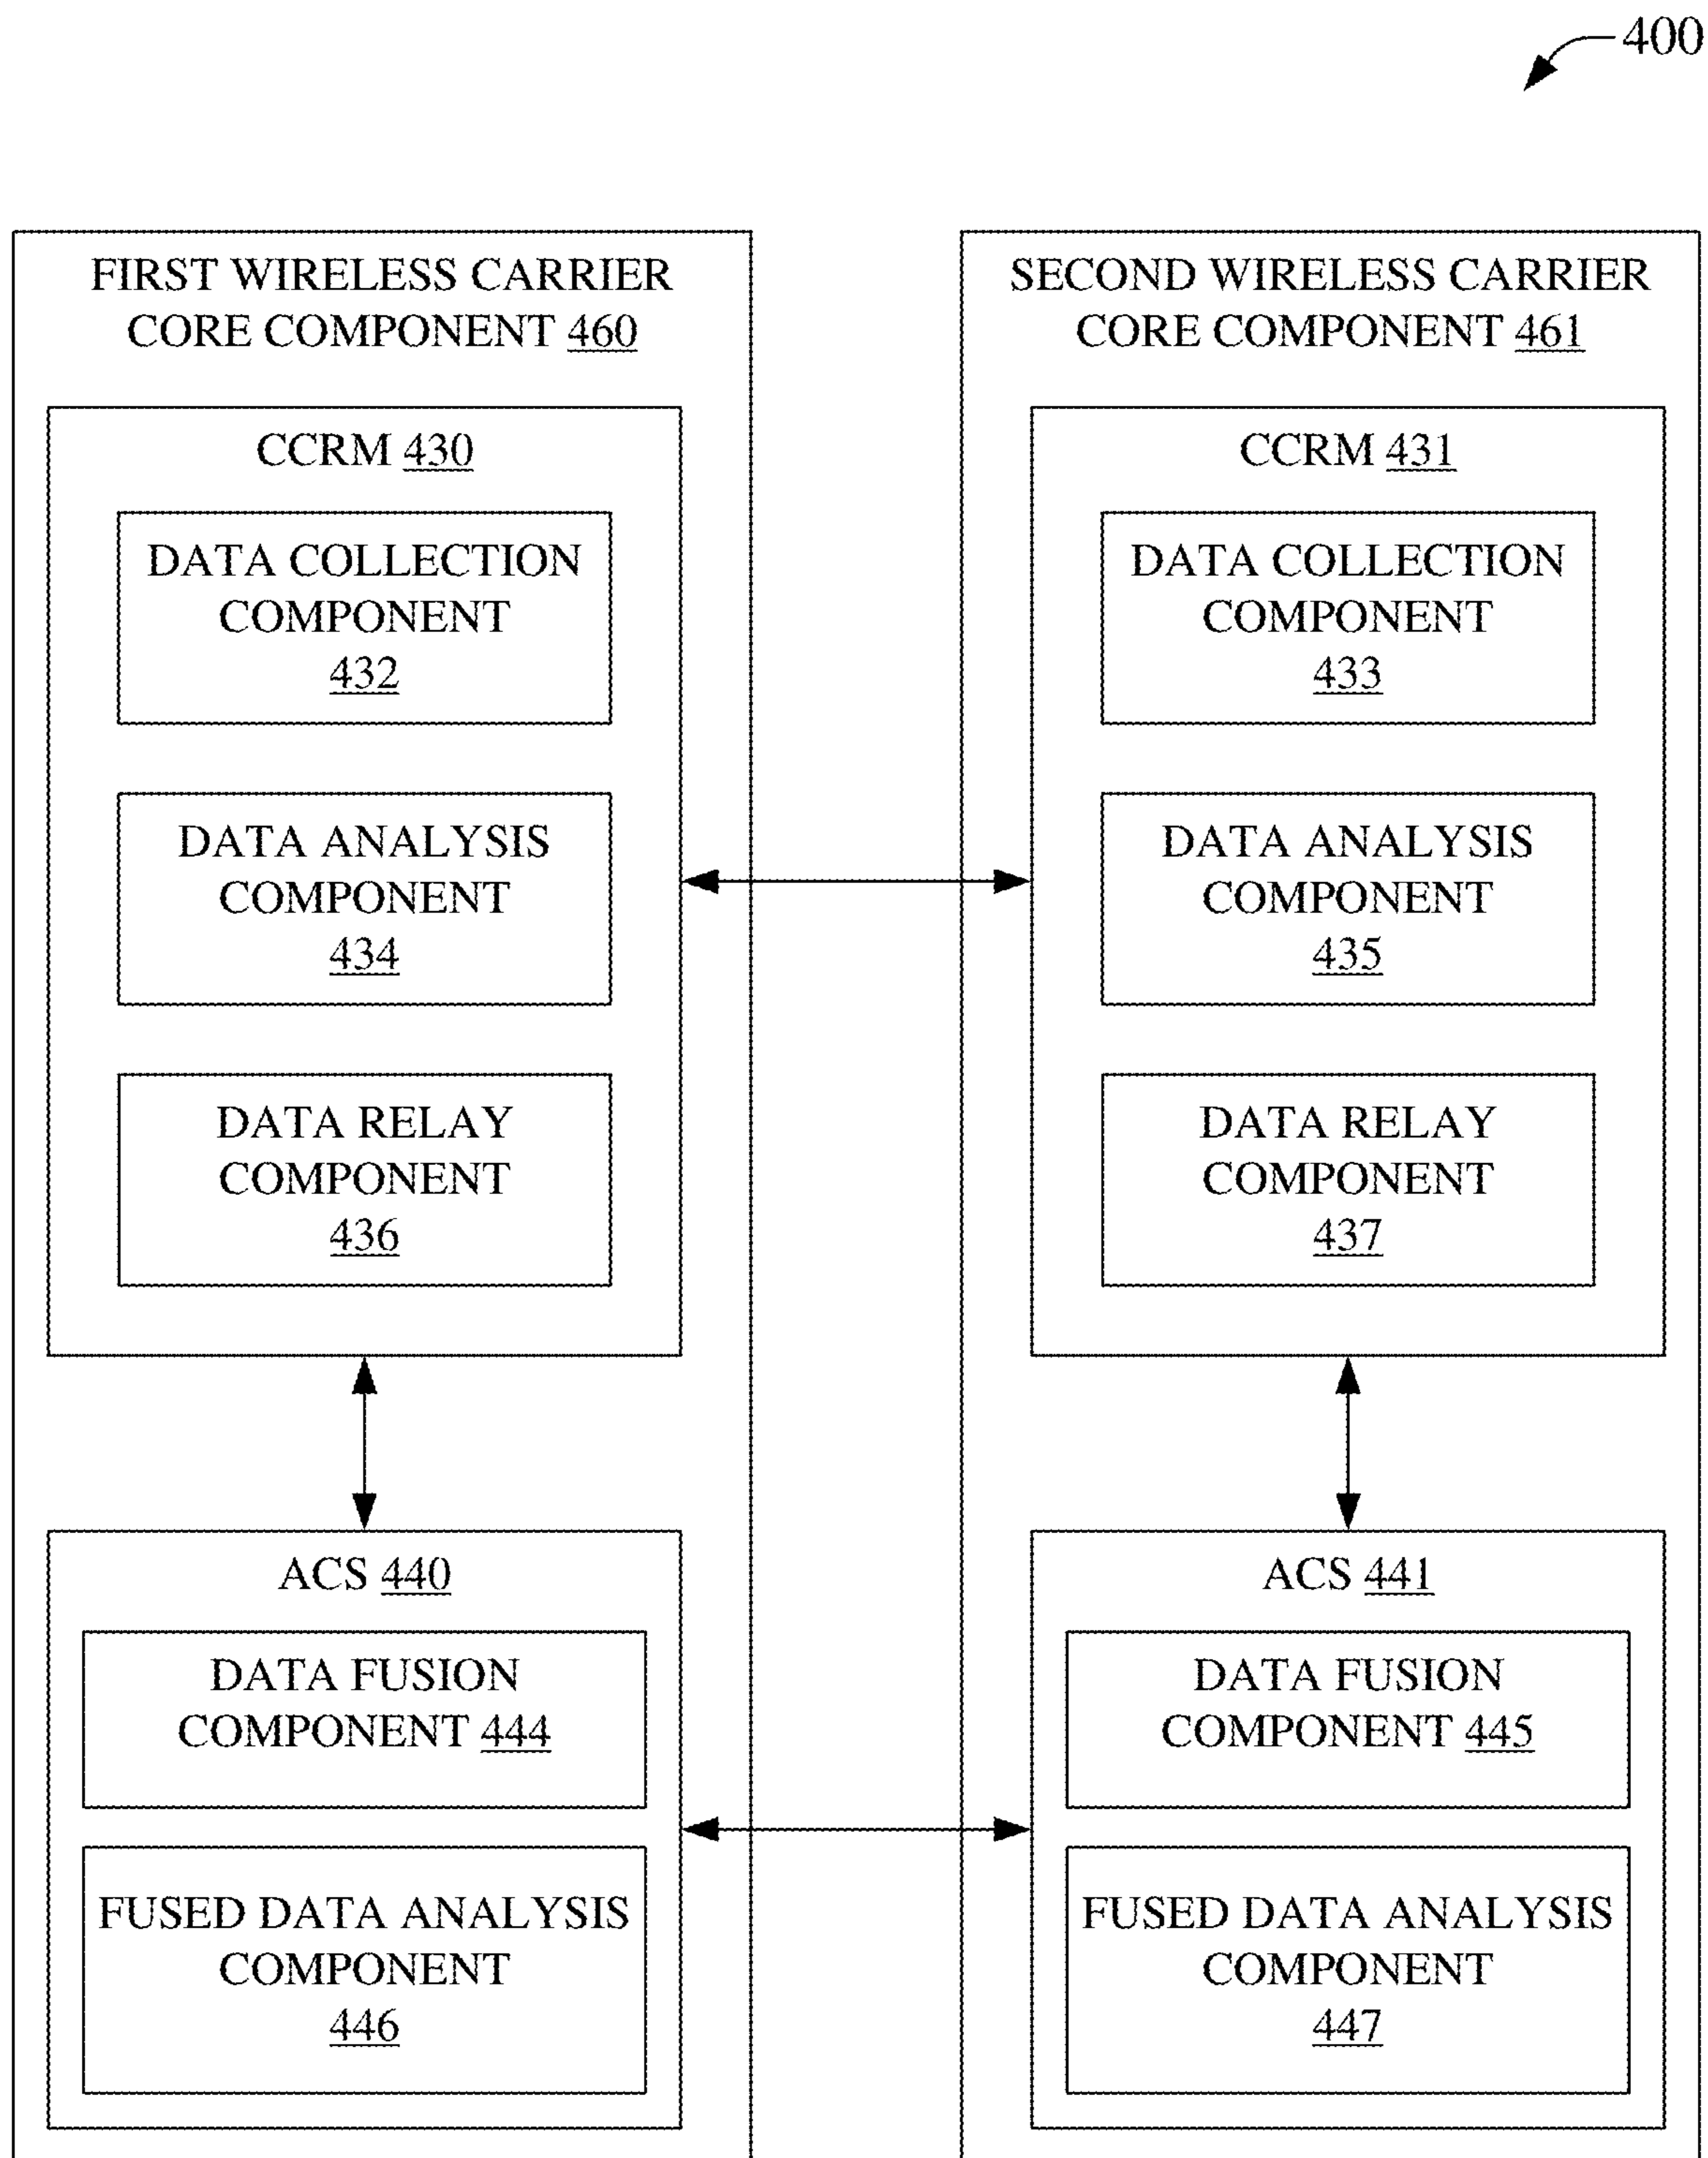 400
FIRST WIRELESS CARRIER
CORE COMPONENT 460
CCRM 430
DATA COLLECTION
COMPONENT
432
DATA ANALYSIS
COMPONENT
434
DATA RELAY
COMPONENT
436
ACS 440
DATA FUSION
COMPONENT 444
FUSED DATA ANALYSIS
COMPONENT
446
SECOND WIRELESS CARRIER
CORE COMPONENT 461
CCRM 431
DATA COLLECTION
COMPONENT
433
DATA ANALYSIS
COMPONENT
435
DATA RELAY
COMPONENT
437
ACS 441
DATA FUSION
COMPONENT 445
FUSED DATA ANALYSIS
COMPONENT
447